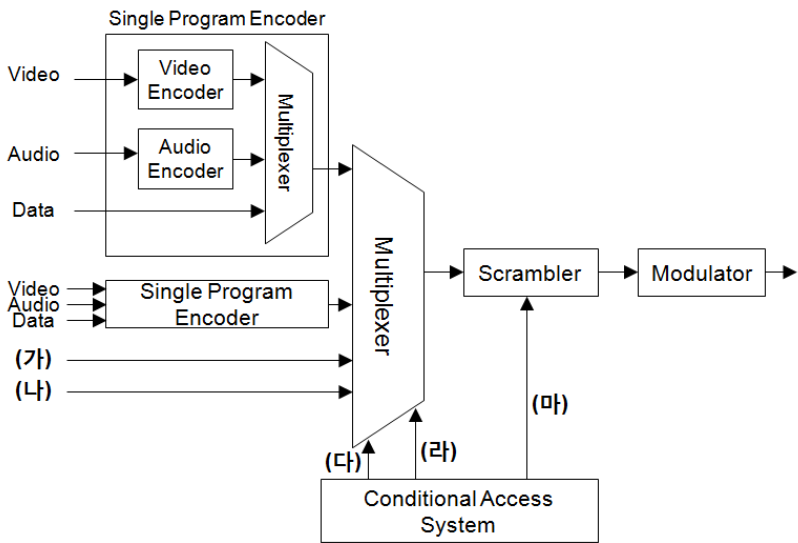 Single Program Encoder
Video
Video
Encoder
Multiplexer
Audio
Audio
Encoder
Data
Multiplexer
Scrambler
Modulator
Video
Audio
Data
Single Program
Encoder
(가)
(나)
(다)
(라)
(마)
Conditional Access
System